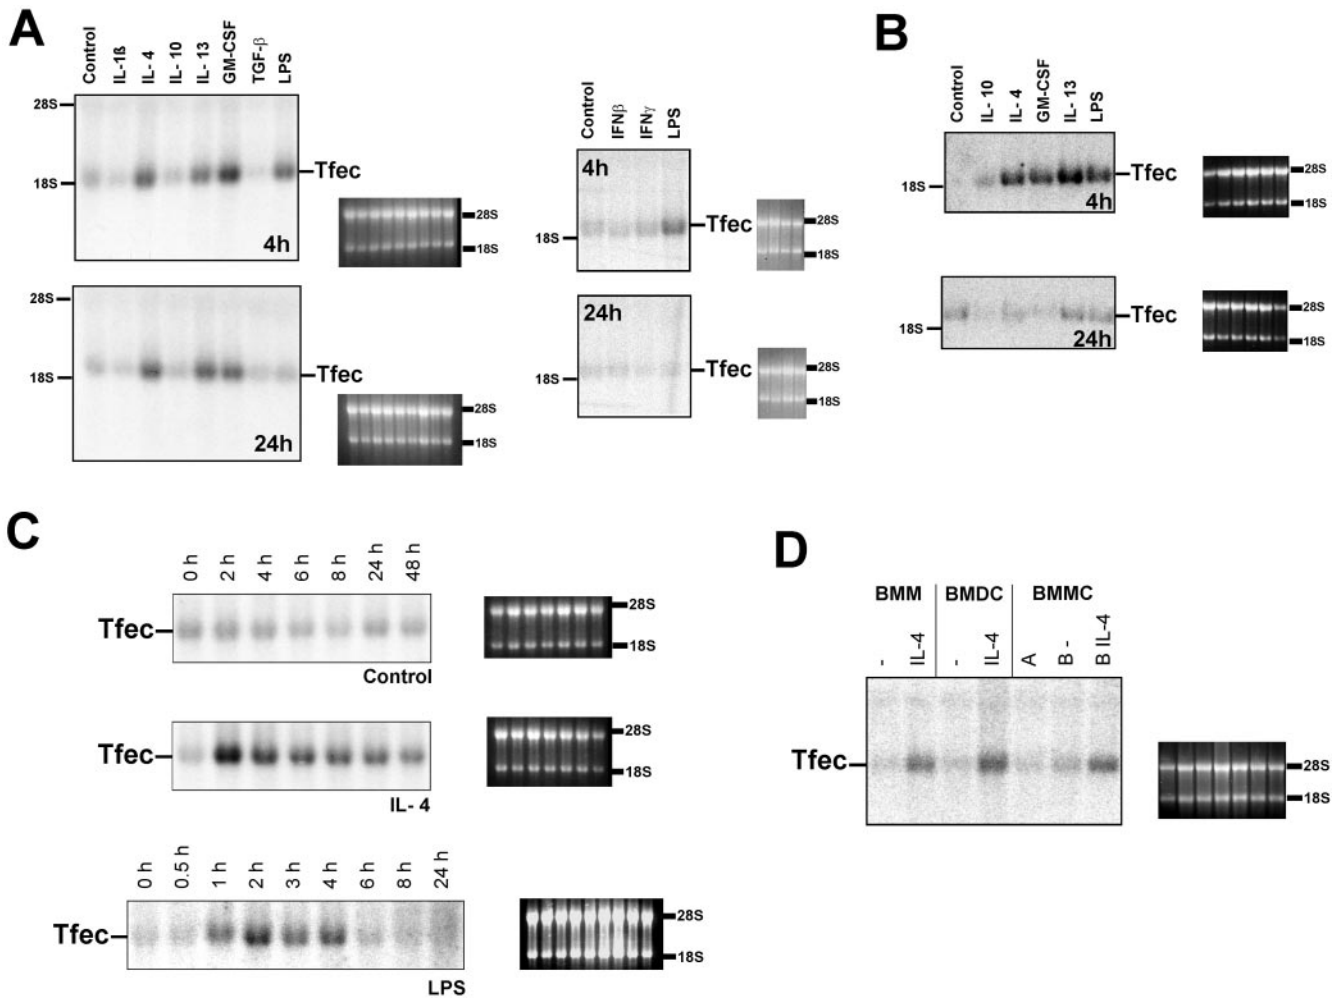 A
Control
IL-1ß
IL- 4
IL- 10
IL- 13
GM-CSF
TGF-β
LPS
28S
18S
Tfec
4h
28S
18S
28S
18S
Tfec
24h
28S
18S
Control
IFNβ
IFNγ
LPS
4h
18S
Tfec
28S
18S
24h
18S
Tfec
28S
18S
B
Control
IL- 10
IL- 4
GM-CSF
IL- 13
LPS
18S
Tfec
4h
28S
18S
18S
Tfec
24h
28S
18S
C
0 h
2 h
4 h
6 h
8 h
24 h
48 h
Tfec
Control
28S
18S
Tfec
IL- 4
28S
18S
0 h
0.5 h
1 h
2 h
3 h
4 h
6 h
8 h
24 h
Tfec
LPS
28S
18S
D
BMM
BMDC
BMMC
-
IL-4
-
IL-4
A
B -
B IL-4
Tfec
28S
18S